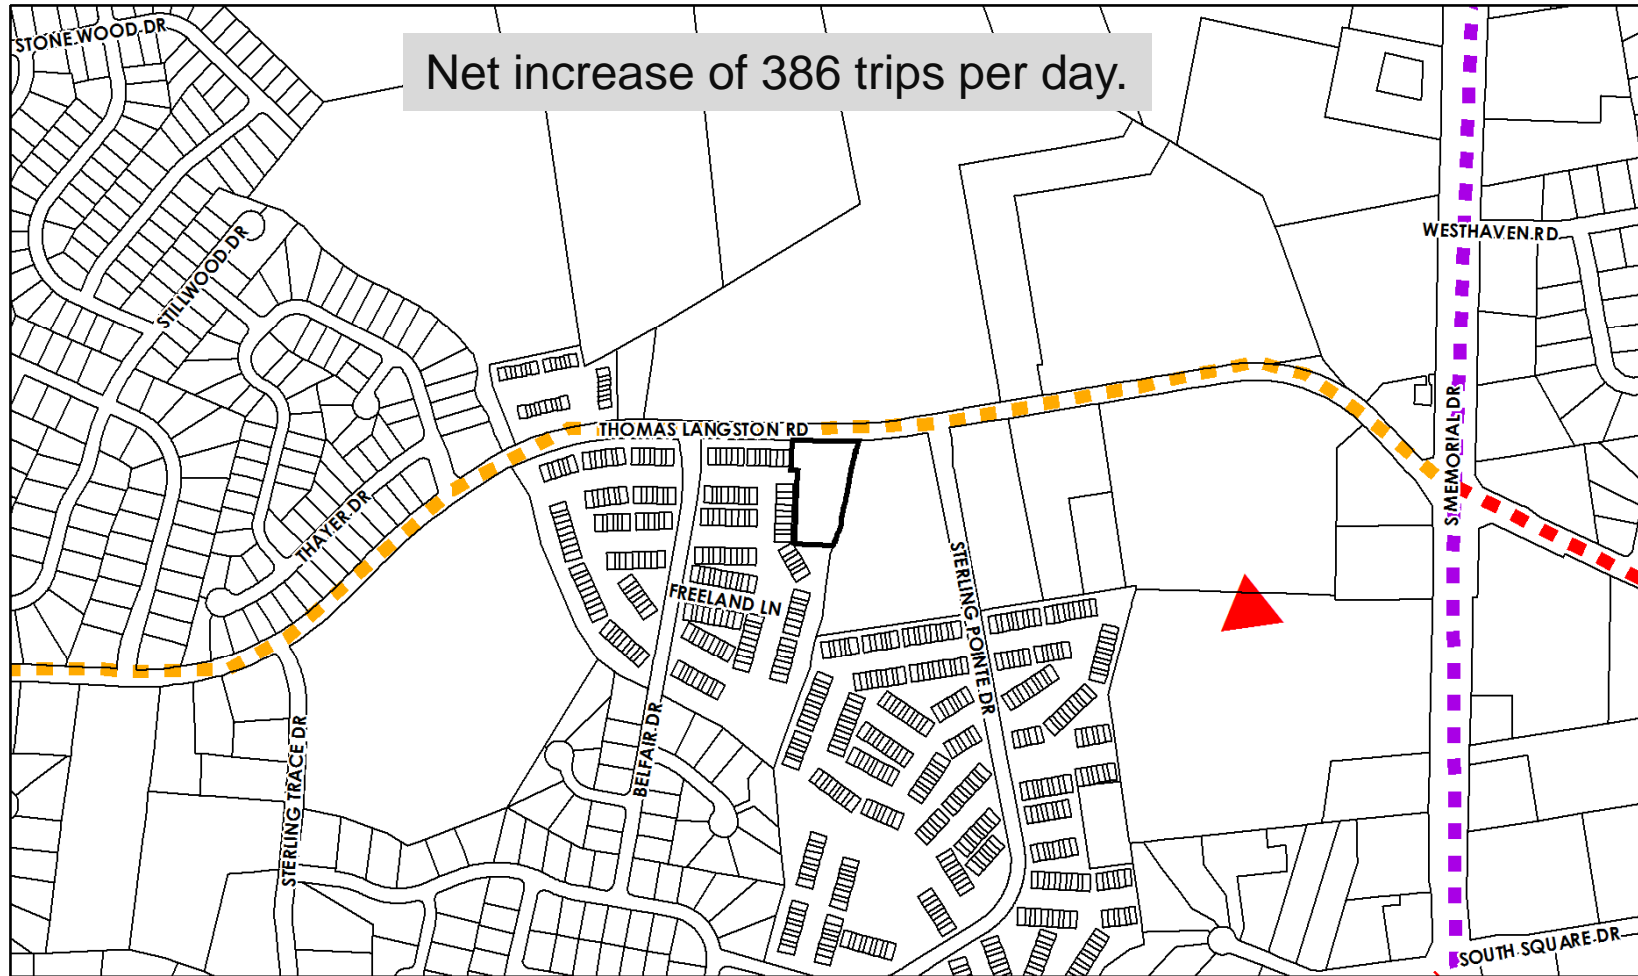 STONE WOOD DR
Net increase of 386 trips per day.
WESTHAVEN RD
STILLWOOD DR
THOMAS LANGSTON RD
S MEMORIAL DR
THAYER DR
FREELAND LN
STERLING POINTE DR
BELFAIR DR
STERLING TRACE DR
SOUTH SQUARE DR